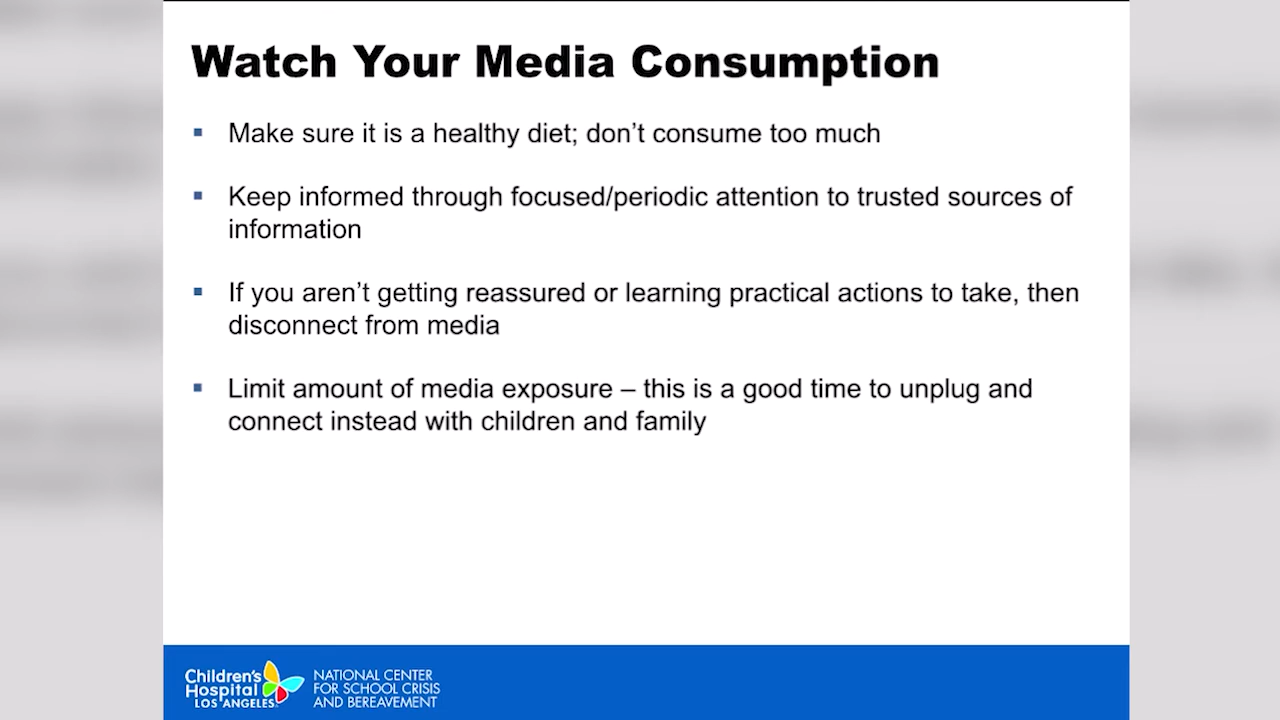 Watch Your Media Consumption
Make sure it is a healthy diet; don’t consume too much
Keep informed through focused/periodic attention to trusted sources of
information
If you aren’t getting reassured or learning practical actions to take, then
disconnect from media
Limit amount of media exposure – this is a good time to unplug and
connect instead with children and family
Children's
Hospital
LOS ANGELES
NATIONAL CENTER
FOR SCHOOL CRISIS
AND BEREAVEMENT